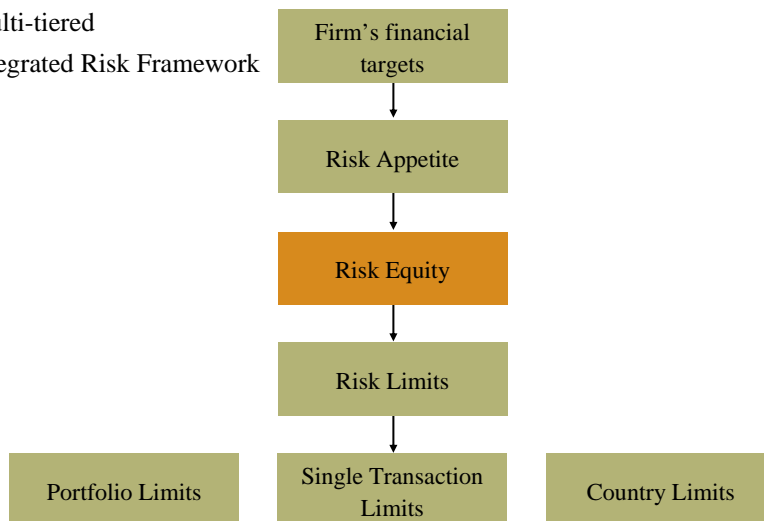 ulti-tiered
egrated Risk Framework
Firm's financial
targets
Risk Appetite
Risk Equity
Risk Limits
Portfolio Limits
Single Transaction
Limits
Country Limits